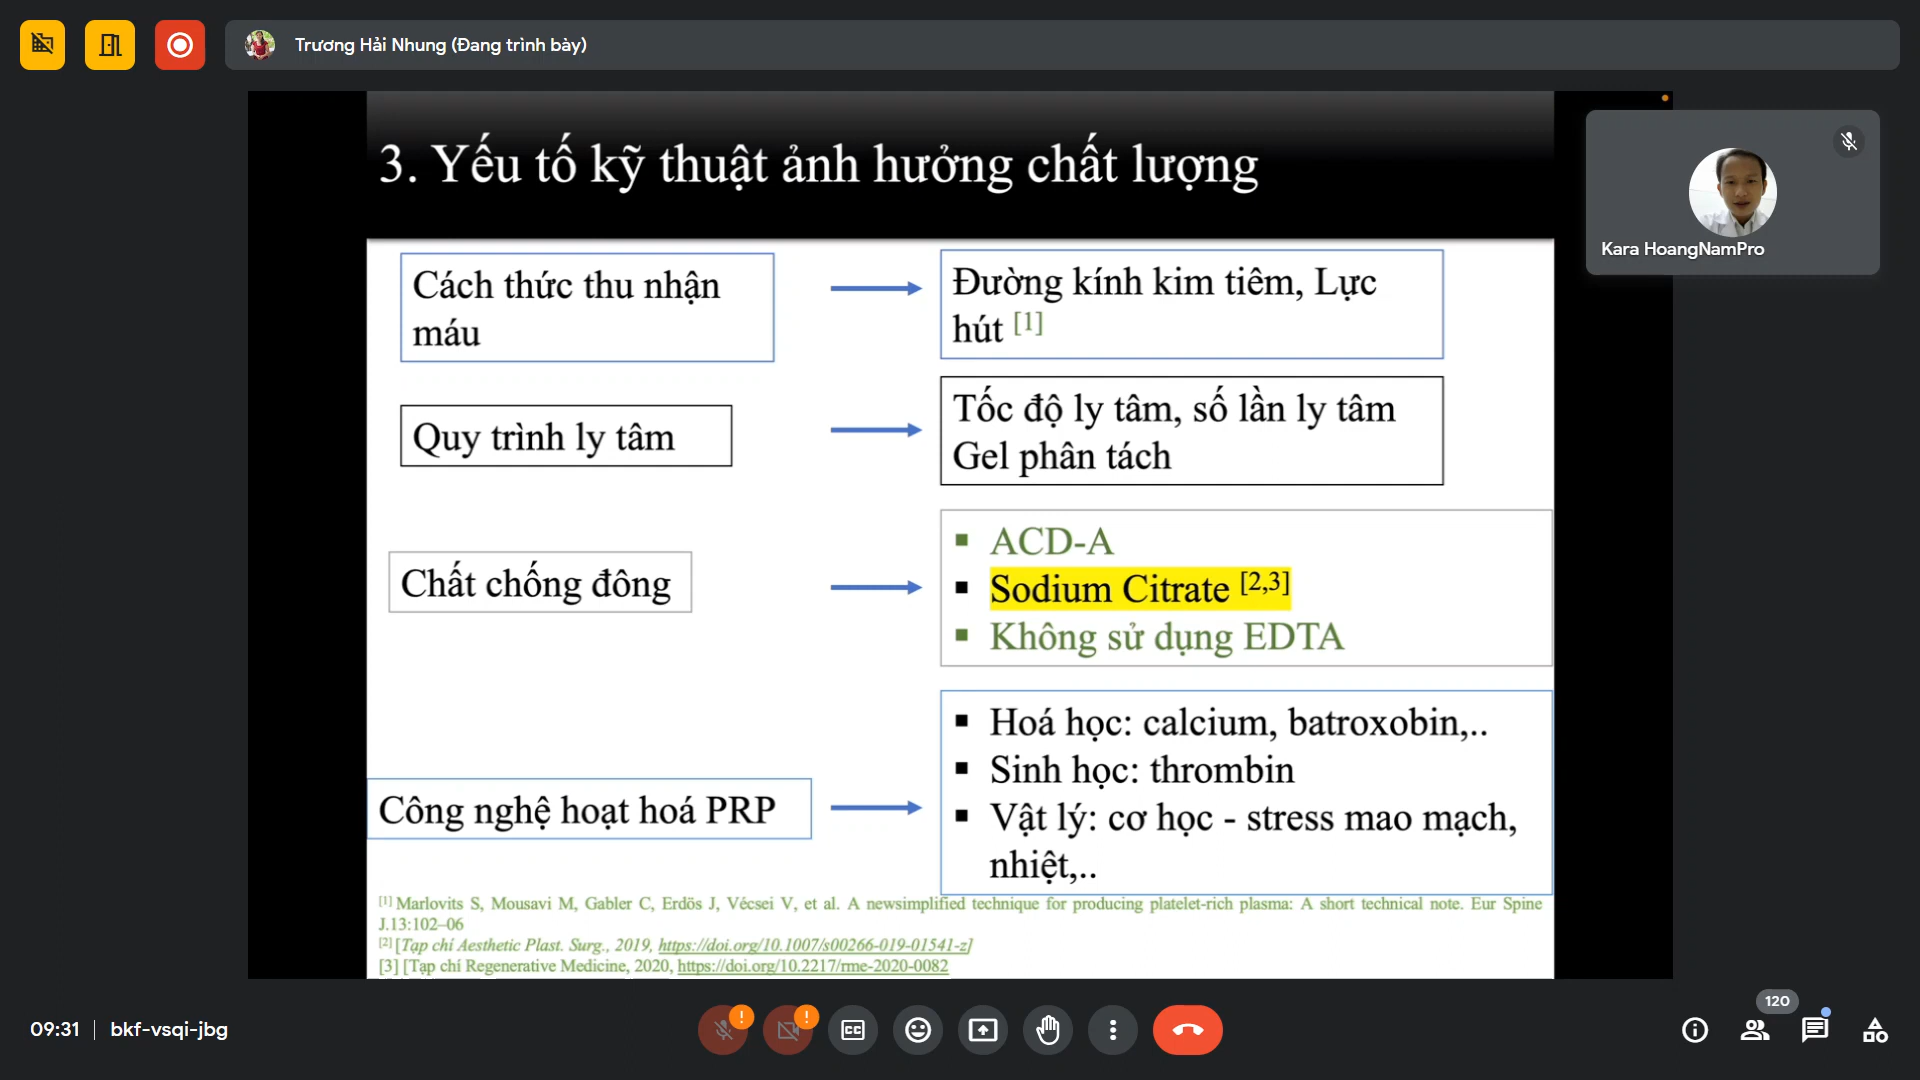 Trương Hải Nhung (Đang trình bày)
3. Yếu tố kỹ thuật ảnh hưởng chất lượng
Kara HoangNamPro
Cách thức thu nhận
máu
Đường kính kim tiêm, Lực
hút [1]
Quy trình ly tâm
Tốc độ ly tâm, số lần ly tâm
Gel phân tách
Chất chống đông
▪ ACD-A
▪ Sodium Citrate [2,3]
▪ Không sử dụng EDTA
Công nghệ hoạt hoá PRP
▪ Hoá học: calcium, batroxobin,..
▪ Sinh học: thrombin
▪ Vật lý: cơ học - stress mao mạch,
nhiệt,..
[1] Marlovits S, Mousavi M, Gabler C, Erdös J, Vécsei V, et al. A newsimplified technique for producing platelet-rich plasma: A short technical note. Eur Spine
J.13:102–06
[2] [Tạp chí Aesthetic Plast. Surg., 2019, https://doi.org/10.1007/s00266-019-01541-z]
[3] [Tạp chí Regenerative Medicine, 2020, https://doi.org/10.2217/rme-2020-0082
09:31 | bkf-vsqi-jbg
! ! CC
120